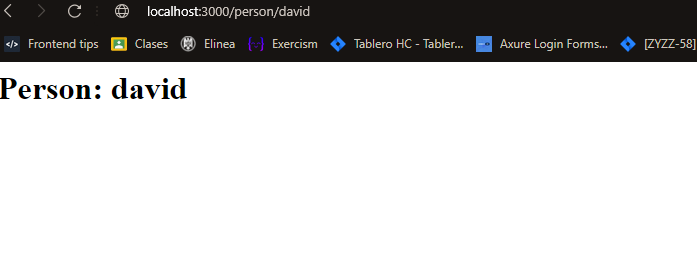 localhost:3000/person/david
</> Frontend tips Clases Elinea Exercism Tablero HC - Tabler... Axure Login Forms... [ZYZZ-58]
Person: david